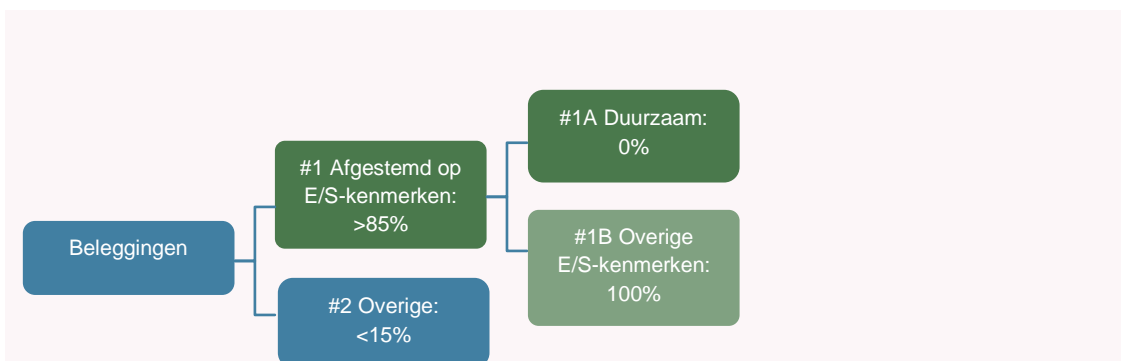 Beleggingen
#1 Afgestemd op
E/S-kenmerken:
>85%
#2 Overige:
<15%
#1A Duurzaam:
0%
#1B Overige
E/S-kenmerken:
100%